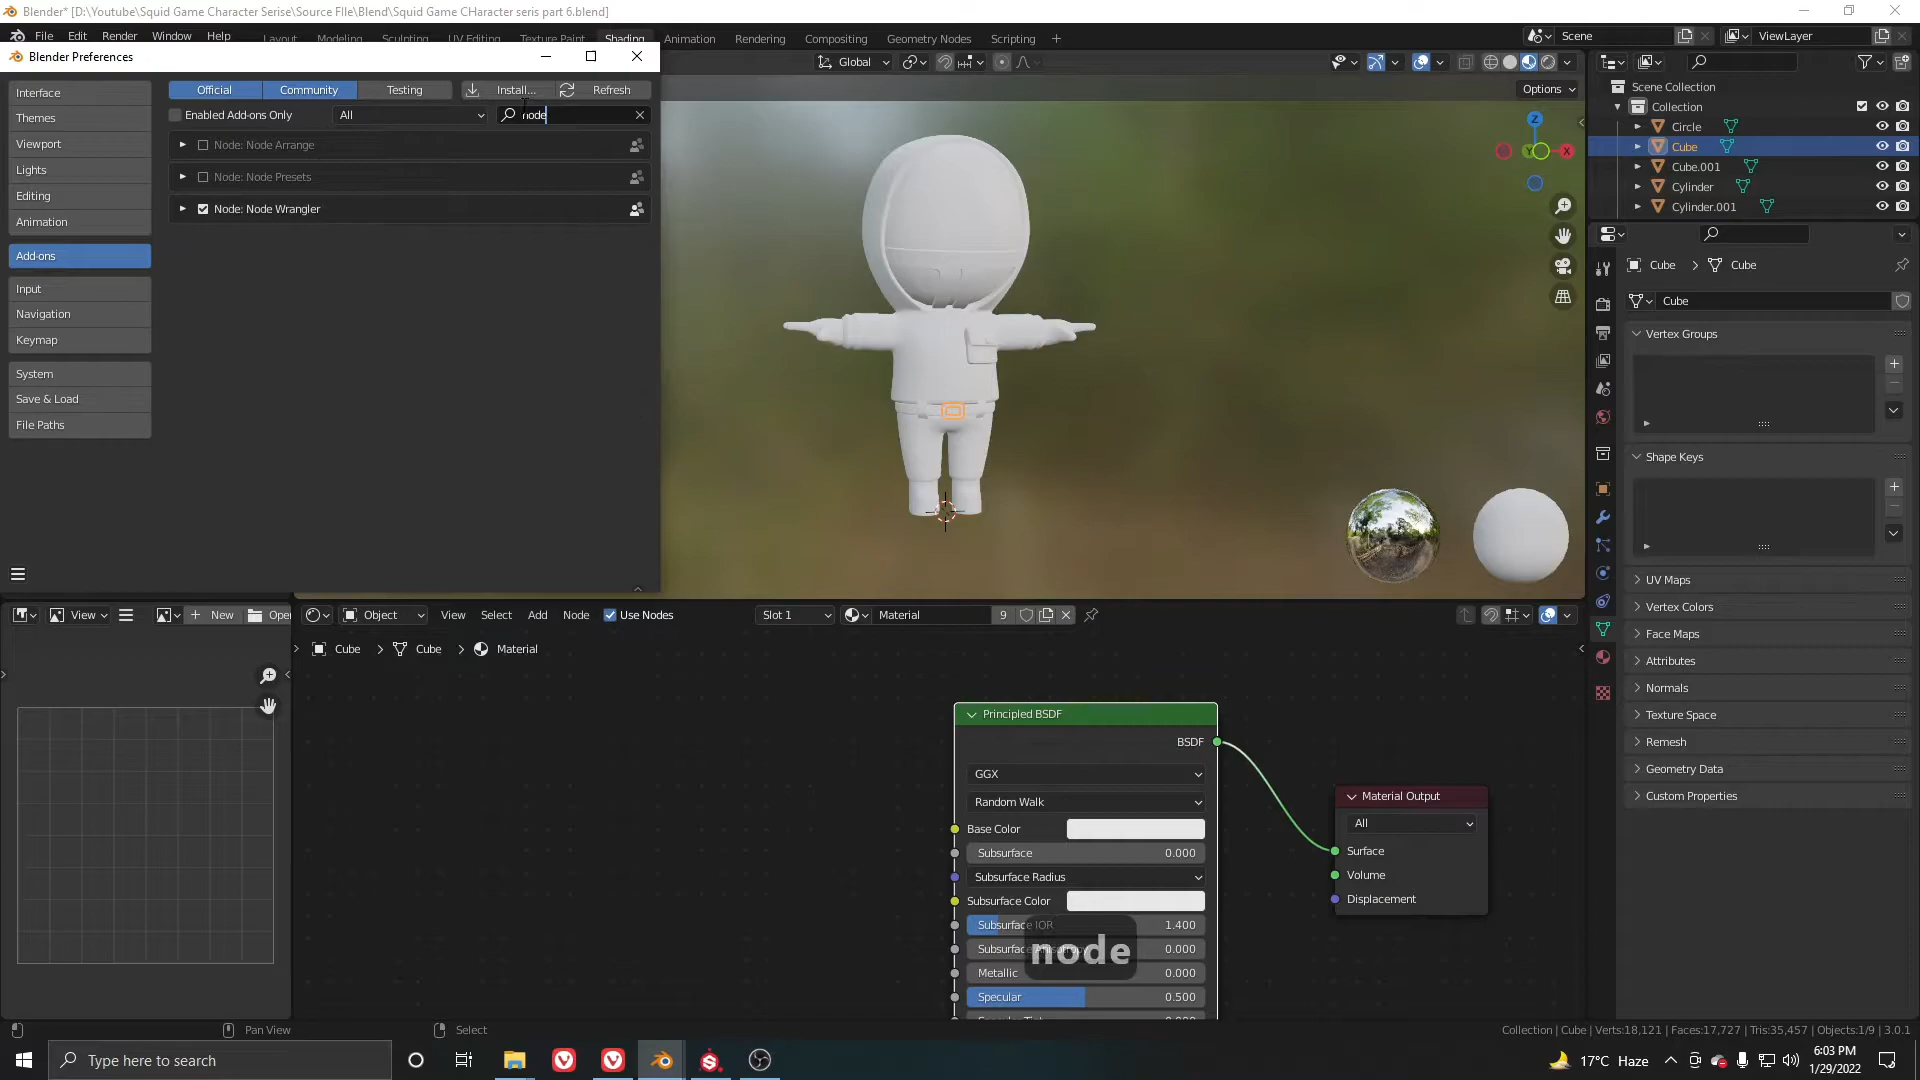 Blender* [D:\Youtube\Squid Game Character Serise\Source FIle\Blend\Squid Game CHaracter seris part 6.blend]
File Edit Render Window Help Layout Modeling Sculpting UV Editing Texture Paint Shading Animation Rendering Compositing Geometry Nodes Scripting + Scene ViewLayer
Blender Preferences
Global
Options
Interface
Themes
Viewport
Lights
Rditing
Animation
Add-ons
Input
Navigation
Keymap
System
Save & Load
File Paths
Official Community Testing Install... Refresh
Enabled Add-ons Only All node
Node: Node Arrange
Node: Node Presets
Node: Node Wrangler
Z
Y
X
Scene Collection
Collection
Circle
Cube
Cube.001
Cylinder
Cylinder.001
Cube > Cube
Cube
Vertex Groups
Shape Keys
UV Maps
Vertex Colors
Face Maps
Attributes
Normals
Texture Space
Remesh
Geometry Data
Custom Properties
View New Open
Object View Select Add Node Use Nodes Slot 1 Material 9
Cube > Cube > Material
Principled BSDF
BSDF
GGX
Random Walk
Base Color
Subsurface 0.000
Subsurface Radius
Subsurface Color
Subsurface IOR 1.400
Subsurface Anisotropy 0.000
Metallic 0.000
Specular 0.500
Material Output
All
Surface
Volume
Displacement
node
Pan View Select
Collection | Cube | Verts:18,121 | Faces:17,727 | Tris:35,457 | Objects:1/9 | 3.0.1
Type here to search
17°C Haze
6:03 PM
1/29/2022